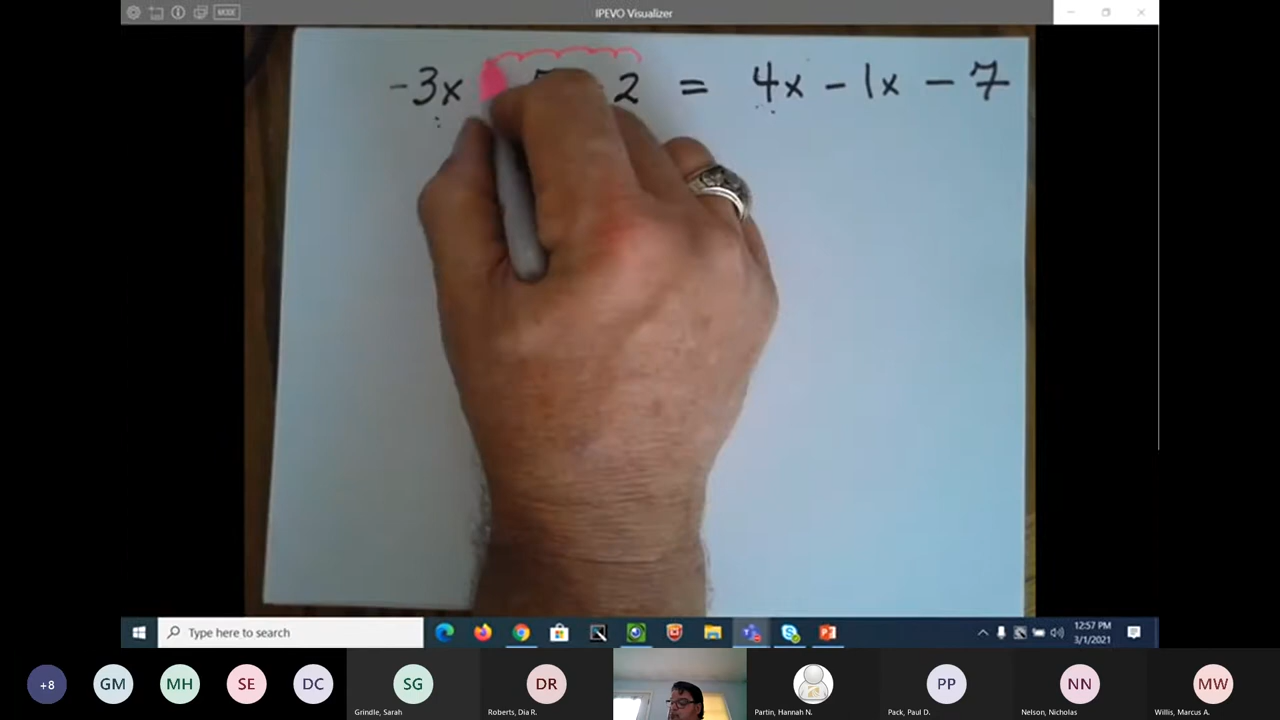 MODE
IPEVO Visualizer
-3x 2 = 4x - 1x - 7
Type here to search
12:57 PM
3/1/2021
+8
GM
MH
SE
DC
SG
DR
PP
NN
MW
Grindle, Sarah
Roberts, Dia R.
Partin, Hannah N.
Pack, Paul D.
Nelson, Nicholas
Willis, Marcus A.